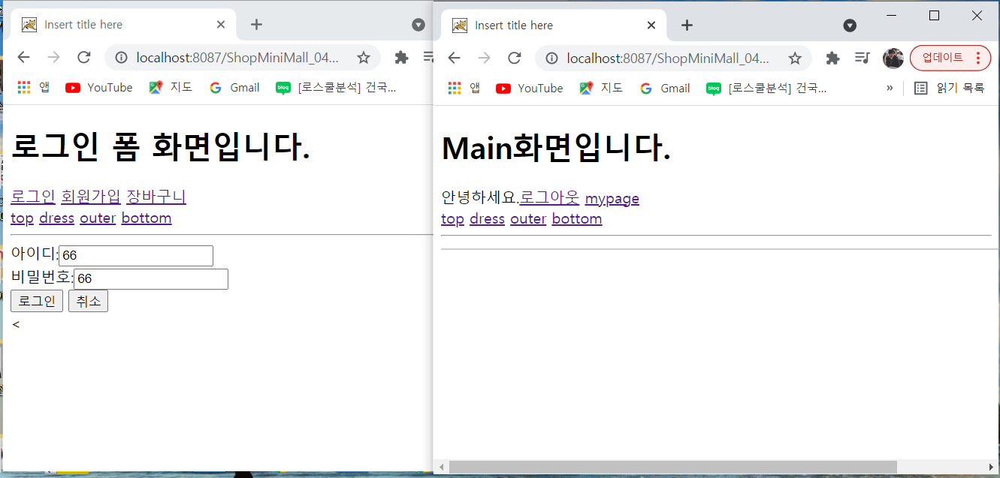 Insert title here
localhost:8087/ShopMiniMall_04...
앱 YouTube 지도 Gmail [로스쿨분석] 건국...
로그인 폼 화면입니다.
로그인 회원가입 장바구니
top dress outer bottom
아이디:66
비밀번호:66
로그인 취소
<
Insert title here
localhost:8087/ShopMiniMall_04...
업데이트
앱 YouTube 지도 Gmail blog [로스쿨분석] 건국... » 읽기 목록
Main화면입니다.
안녕하세요.로그아웃 mypage
top dress outer bottom